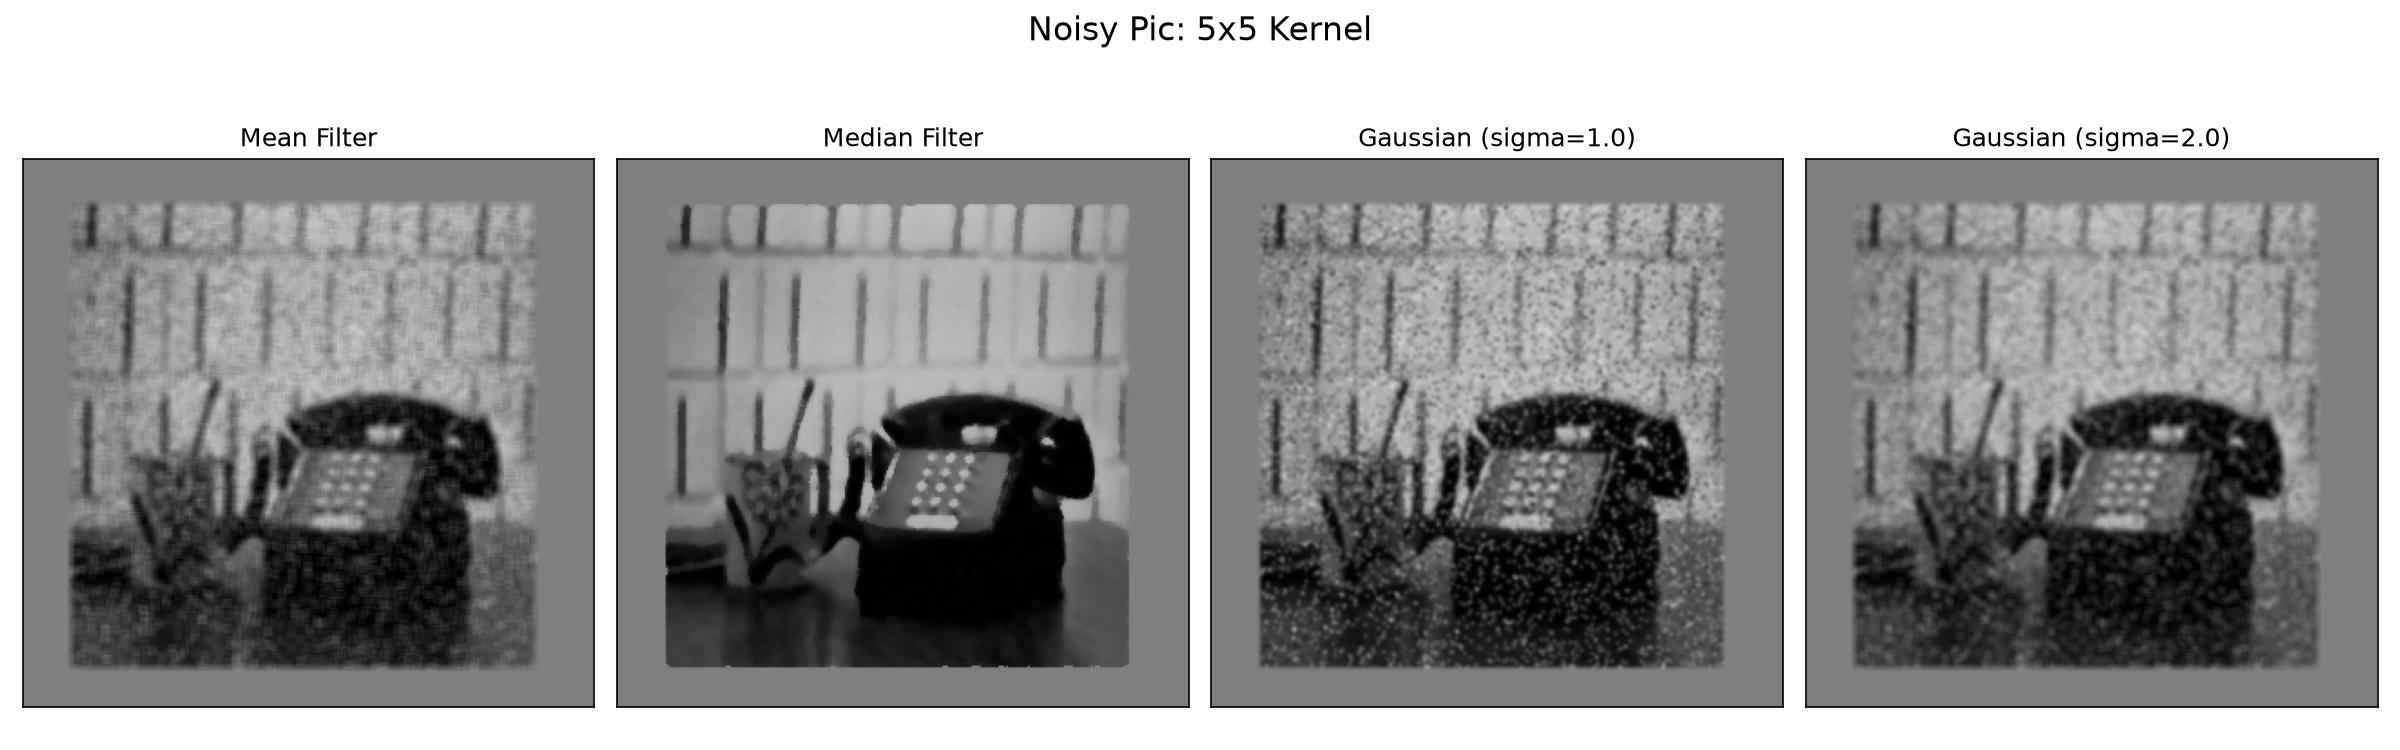 Noisy Pic: 5x5 Kernel
Mean Filter
Median Filter
Gaussian (sigma=1.0)
Gaussian (sigma=2.0)